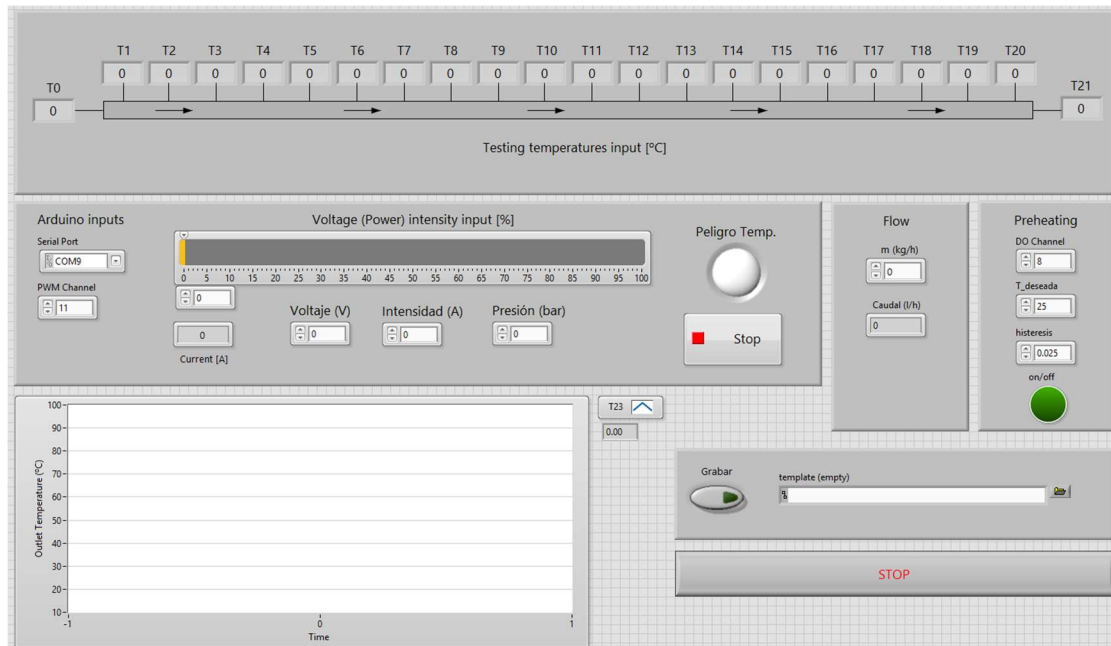 T1 T2 T3 T4 T5 T6 T7 T8 T9 T10 T11 T12 T13 T14 T15 T16 T17 T18 T19 T20
0 0 0 0 0 0 0 0 0 0 0 0 0 0 0 0 0 0 0 0
T0 T21
0 0
Testing temperatures input [ºC]
Arduino inputs
Serial Port
COM9
PWM Channel
11
Voltage (Power) intensity input [%]
0 5 10 15 20 25 30 35 40 45 50 55 60 65 70 75 80 85 90 95 100
0
0
Current [A]
Voltaje (V) Intensidad (A) Presión (bar)
0 0 0
Peligro Temp.
Stop
Flow
m (kg/h)
0
Caudal (l/h)
0
Preheating
DO Channel
8
T_deseada
25
histeresis
0.025
on/off
100
90
80
70
60
50
40
30
20
10
Outlet Temperature (ºC)
-1 0 1
Time
T23
0.00
Grabar
template (empty)
STOP